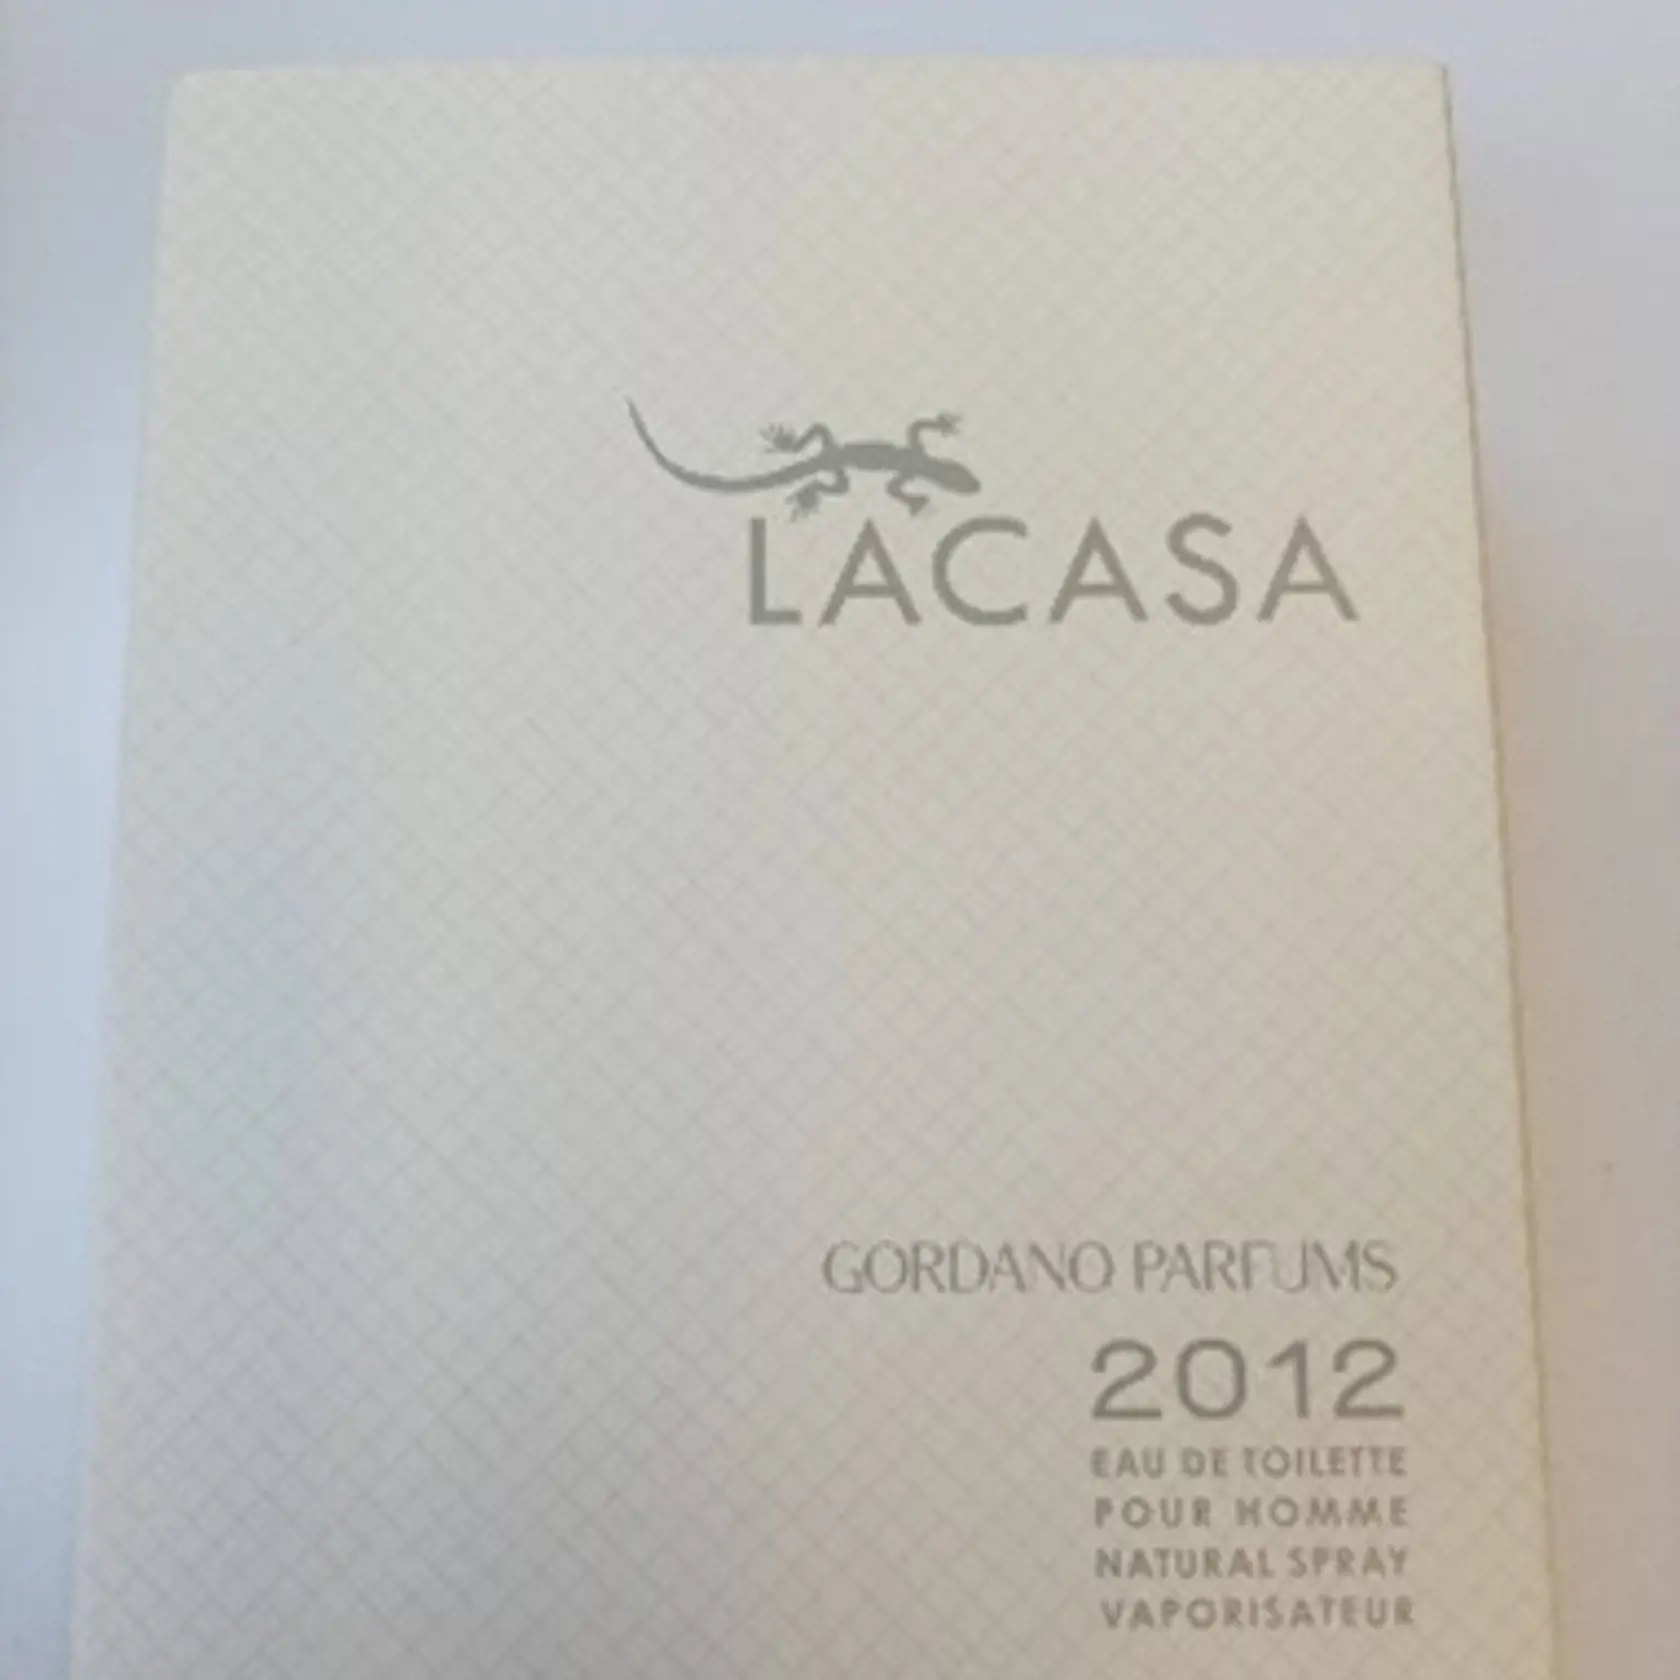 LACASA
GORDANO PARFUMS
2012
EAU DE TOILETTE
POUR HOMME
NATURAL SPRAY
VAPORISATEUR